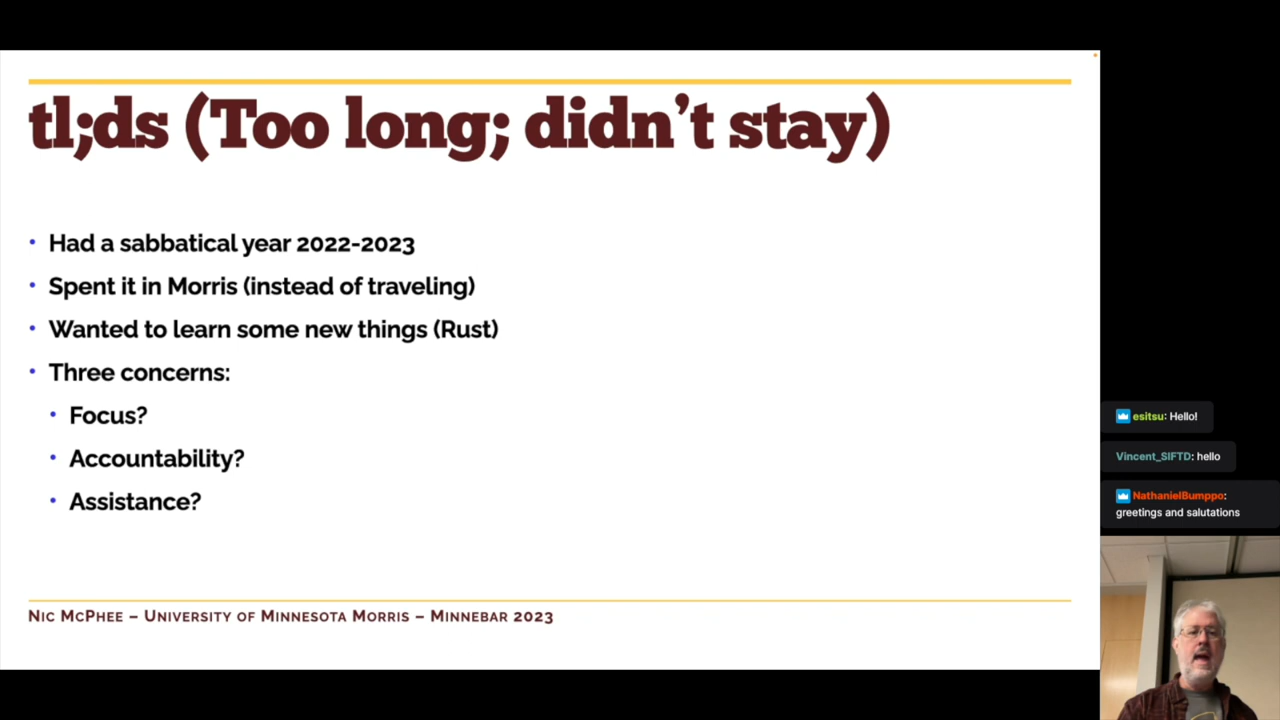 tl;ds (Too long; didn’t stay)
• Had a sabbatical year 2022-2023
• Spent it in Morris (instead of traveling)
• Wanted to learn some new things (Rust)
• Three concerns:
• Focus?
• Accountability?
• Assistance?
Nic McPhee – University of Minnesota Morris – Minnebar 2023
esitsu: Hello!
Vincent_SIFTD: hello
NathanielBumppo:
greetings and salutations